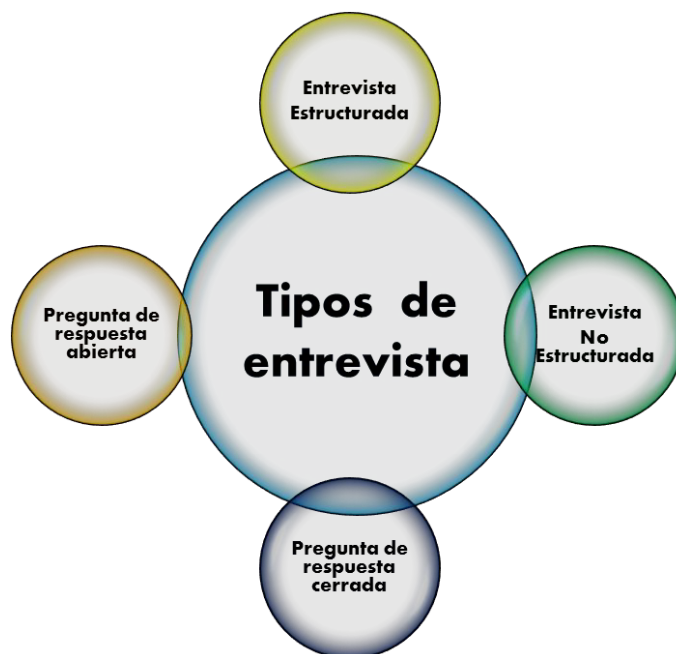 Entrevista
Estructurada
Tipos de
entrevista
Pregunta de
respuesta
abierta
Entrevista
No
Estructurada
Pregunta de
respuesta
cerrada